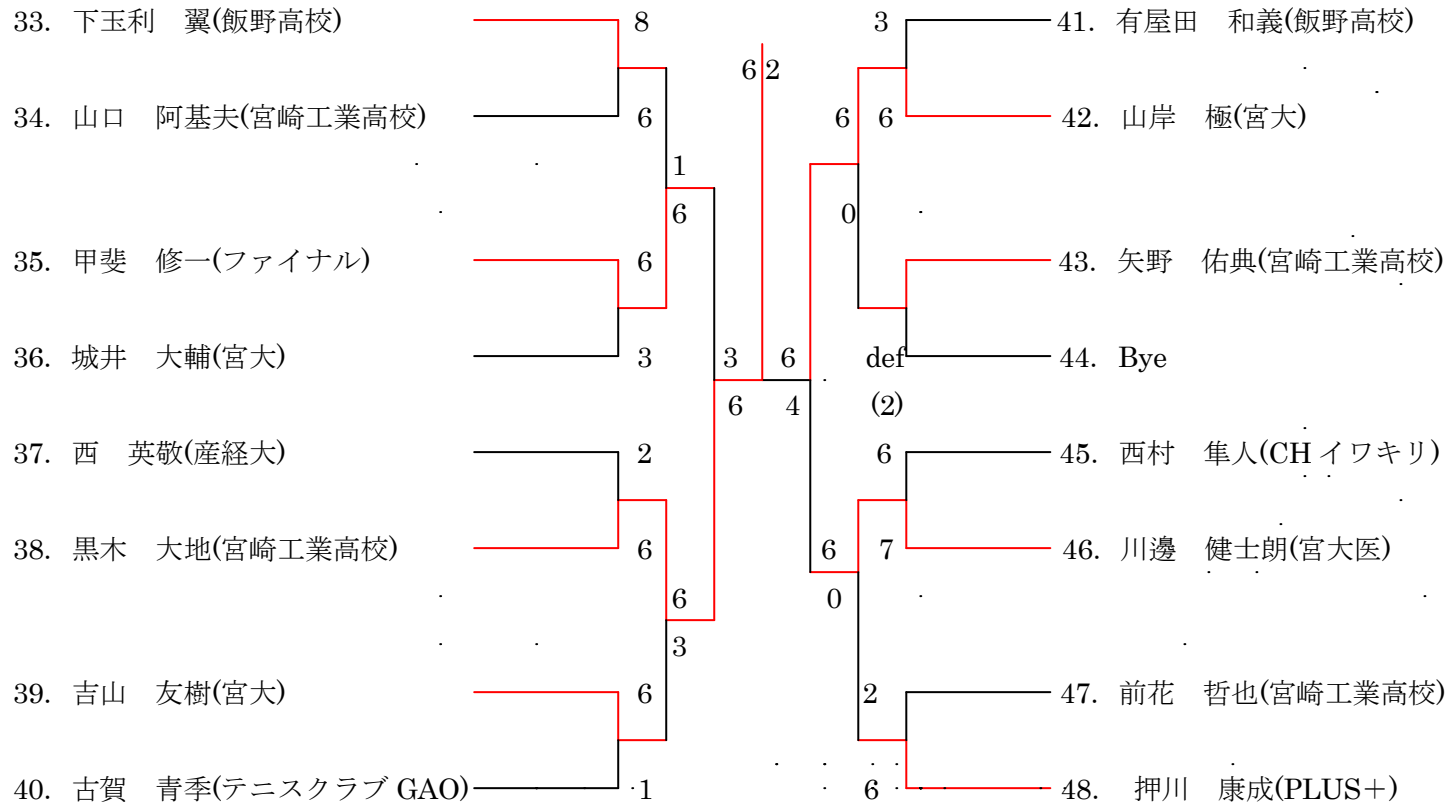 33. 下玉利　翼(飯野高校) 8 3 41. 有屋田　和義(飯野高校)
6 2
34. 山口　阿基夫(宮崎工業高校) 6 6 6 42. 山岸　極(宮大)
1
6 0
35. 甲斐　修一(ファイナル) 6 43. 矢野　佑典(宮崎工業高校)
36. 城井　大輔(宮大) 3 3 6 def 44. Bye
6 4 (2)
37. 西　英敬(産経大) 2 6 45. 西村　隼人(CH イワキリ)
38. 黒木　大地(宮崎工業高校) 6 6 7 46. 川邊　健士朗(宮大医)
6 0
3
39. 吉山　友樹(宮大) 6 2 47. 前花　哲也(宮崎工業高校)
40. 古賀　青季(テニスクラブ GAO) 1 6 48. 押川　康成(PLUS＋)